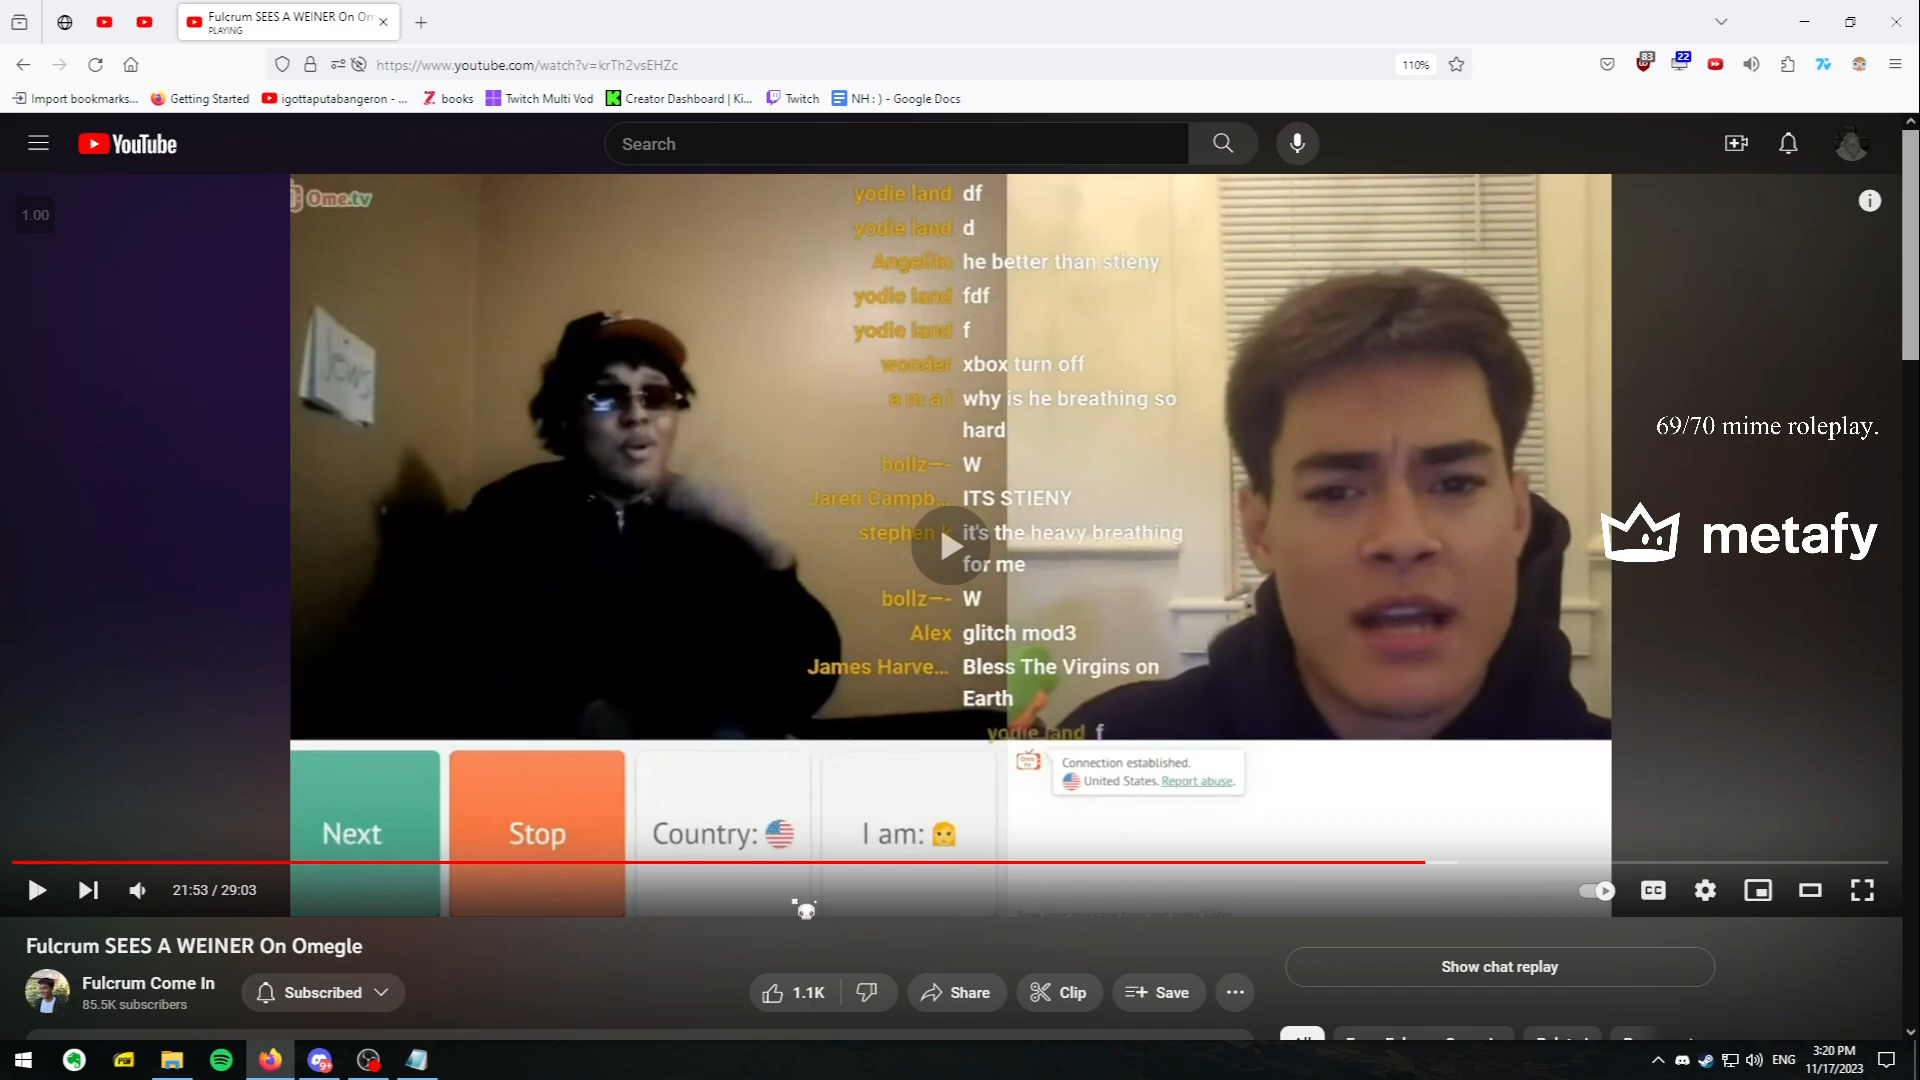 Fulcrum SEES A WEINER On Om
PLAYING
https://www.youtube.com/watch?v=krTh2vsEHZc
110%
83
22
Import bookmarks...
Getting Started
igottaputabangeron - ...
books
Twitch Multi Vod
Creator Dashboard | Ki...
Twitch
NH : ) - Google Docs
YouTube
Search
1.00
Ome.tv
yodie land df
yodie land d
Angelito he better than stieny
yodie land fdf
yodie land f
wonder xbox turn off
a m a i why is he breathing so
hard
bollz—- W
Jared Campb... ITS STIENY
stephen k it's the heavy breathing
for me
bollz—- W
Alex glitch mod3
James Harve... Bless The Virgins on
Earth
yodie land f
JEWS
69/70 mime roleplay.
metafy
Connection established.
United States. Report abuse.
Next
Stop
Country:
I am:
21:53 / 29:03
CC
Fulcrum SEES A WEINER On Omegle
Fulcrum Come In
85.5K subscribers
Subscribed
1.1K
Share
Clip
Save
Show chat replay
9+
ENG
3:20 PM
11/17/2023